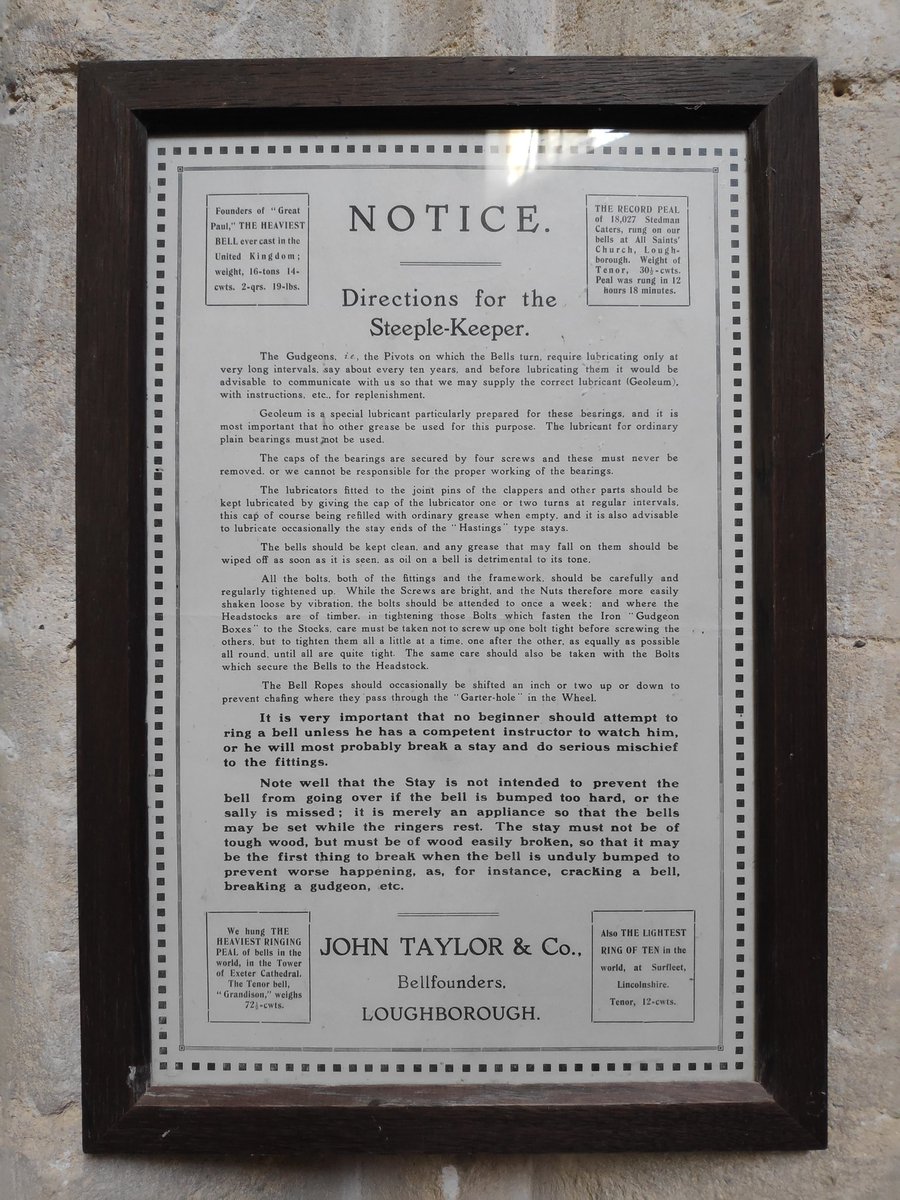 Founders of "Great
Paul," THE HEAVIEST
BELL ever cast in the
United Kingdom;
weight, 16-tons 14-
cwts. 2-qrs. 19-lbs.
NOTICE.
THE RECORD PEAL
of 18,027 Stedman
Caters, rung on our
bells at All Saints'
Church, Lough-
borough. Weight of
Tenor, 30½-cwts.
Peal was rung in 12
hours 18 minutes.
Directions for the
Steeple-Keeper.
The Gudgeons, i.e., the Pivots on which the Bells turn, require lubricating only at
very long intervals, say about every ten years, and before lubricating them it would be
advisable to communicate with us so that we may supply the correct lubricant (Geoleum),
with instructions, etc., for replenishment.
Geoleum is a special lubricant particularly prepared for these bearings, and it is
most important that no other grease be used for this purpose. The lubricant for ordinary
plain bearings must not be used.
The caps of the bearings are secured by four screws and these must never be
removed, or we cannot be responsible for the proper working of the bearings.
The lubricators fitted to the joint pins of the clappers and other parts should be
kept lubricated by giving the cap of the lubricator one or two turns at regular intervals,
this cap of course being refilled with ordinary grease when empty, and it is also advisable
to lubricate occasionally the stay ends of the "Hastings" type stays.
The bells should be kept clean, and any grease that may fall on them should be
wiped off as soon as it is seen, as oil on a bell is detrimental to its tone.
All the bolts, both of the fittings and the framework, should be carefully and
regularly tightened up. While the Screws are bright, and the Nuts therefore more easily
shaken loose by vibration, the bolts should be attended to once a week; and where the
Headstocks are of timber, in tightening those Bolts which fasten the Iron "Gudgeon
Boxes" to the Stocks, care must be taken not to screw up one bolt tight before screwing the
others, but to tighten them all a little at a time, one after the other, as equally as possible
all round, until all are quite tight. The same care should also be taken with the Bolts
which secure the Bells to the Headstock.
The Bell Ropes should occasionally be shifted an inch or two up or down to
prevent chafing where they pass through the "Garter-hole" in the Wheel.
It is very important that no beginner should attempt to
ring a bell unless he has a competent instructor to watch him,
or he will most probably break a stay and do serious mischief
to the fittings.
Note well that the Stay is not intended to prevent the
bell from going over if the bell is bumped too hard, or the
sally is missed; it is merely an appliance so that the bells
may be set while the ringers rest. The stay must not be of
tough wood, but must be of wood easily broken, so that it may
be the first thing to break when the bell is unduly bumped to
prevent worse happening, as, for instance, cracking a bell,
breaking a gudgeon, etc.
We hung THE
HEAVIEST RINGING
PEAL of bells in the
world, in the Tower
of Exeter Cathedral.
The Tenor bell,
"Grandison," weighs
72½-cwts.
JOHN TAYLOR & Co.,
Bellfounders,
LOUGHBOROUGH.
Also THE LIGHTEST
RING OF TEN in the
world, at Surfleet,
Lincolnshire.
Tenor, 12-cwts.